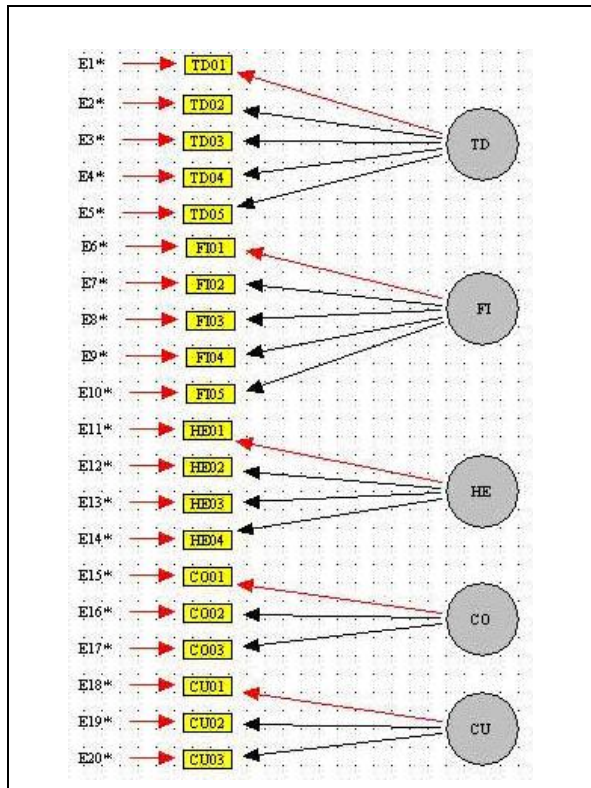 E1* TD01
E2* TD02
E3* TD03
TD
E4* TD04
E5* TD05
E6* FI01
E7* FI02
FI
E8* FI03
E9* FI04
E10* FI05
E11* HE01
E12* HE02
HE
E13* HE03
E14* HE04
E15* CO01
E16* CO02
CO
E17* CO03
E18* CU01
E19* CU02
CU
E20* CU03